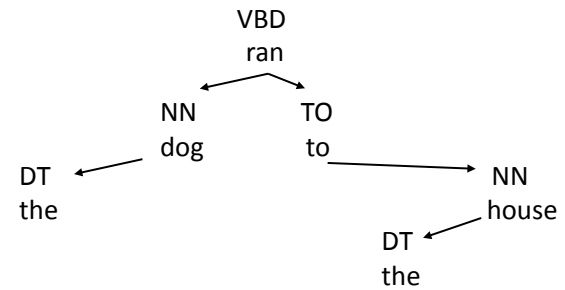 VBD
ran
NN TO
dog to
DT NN
the house
DT
the